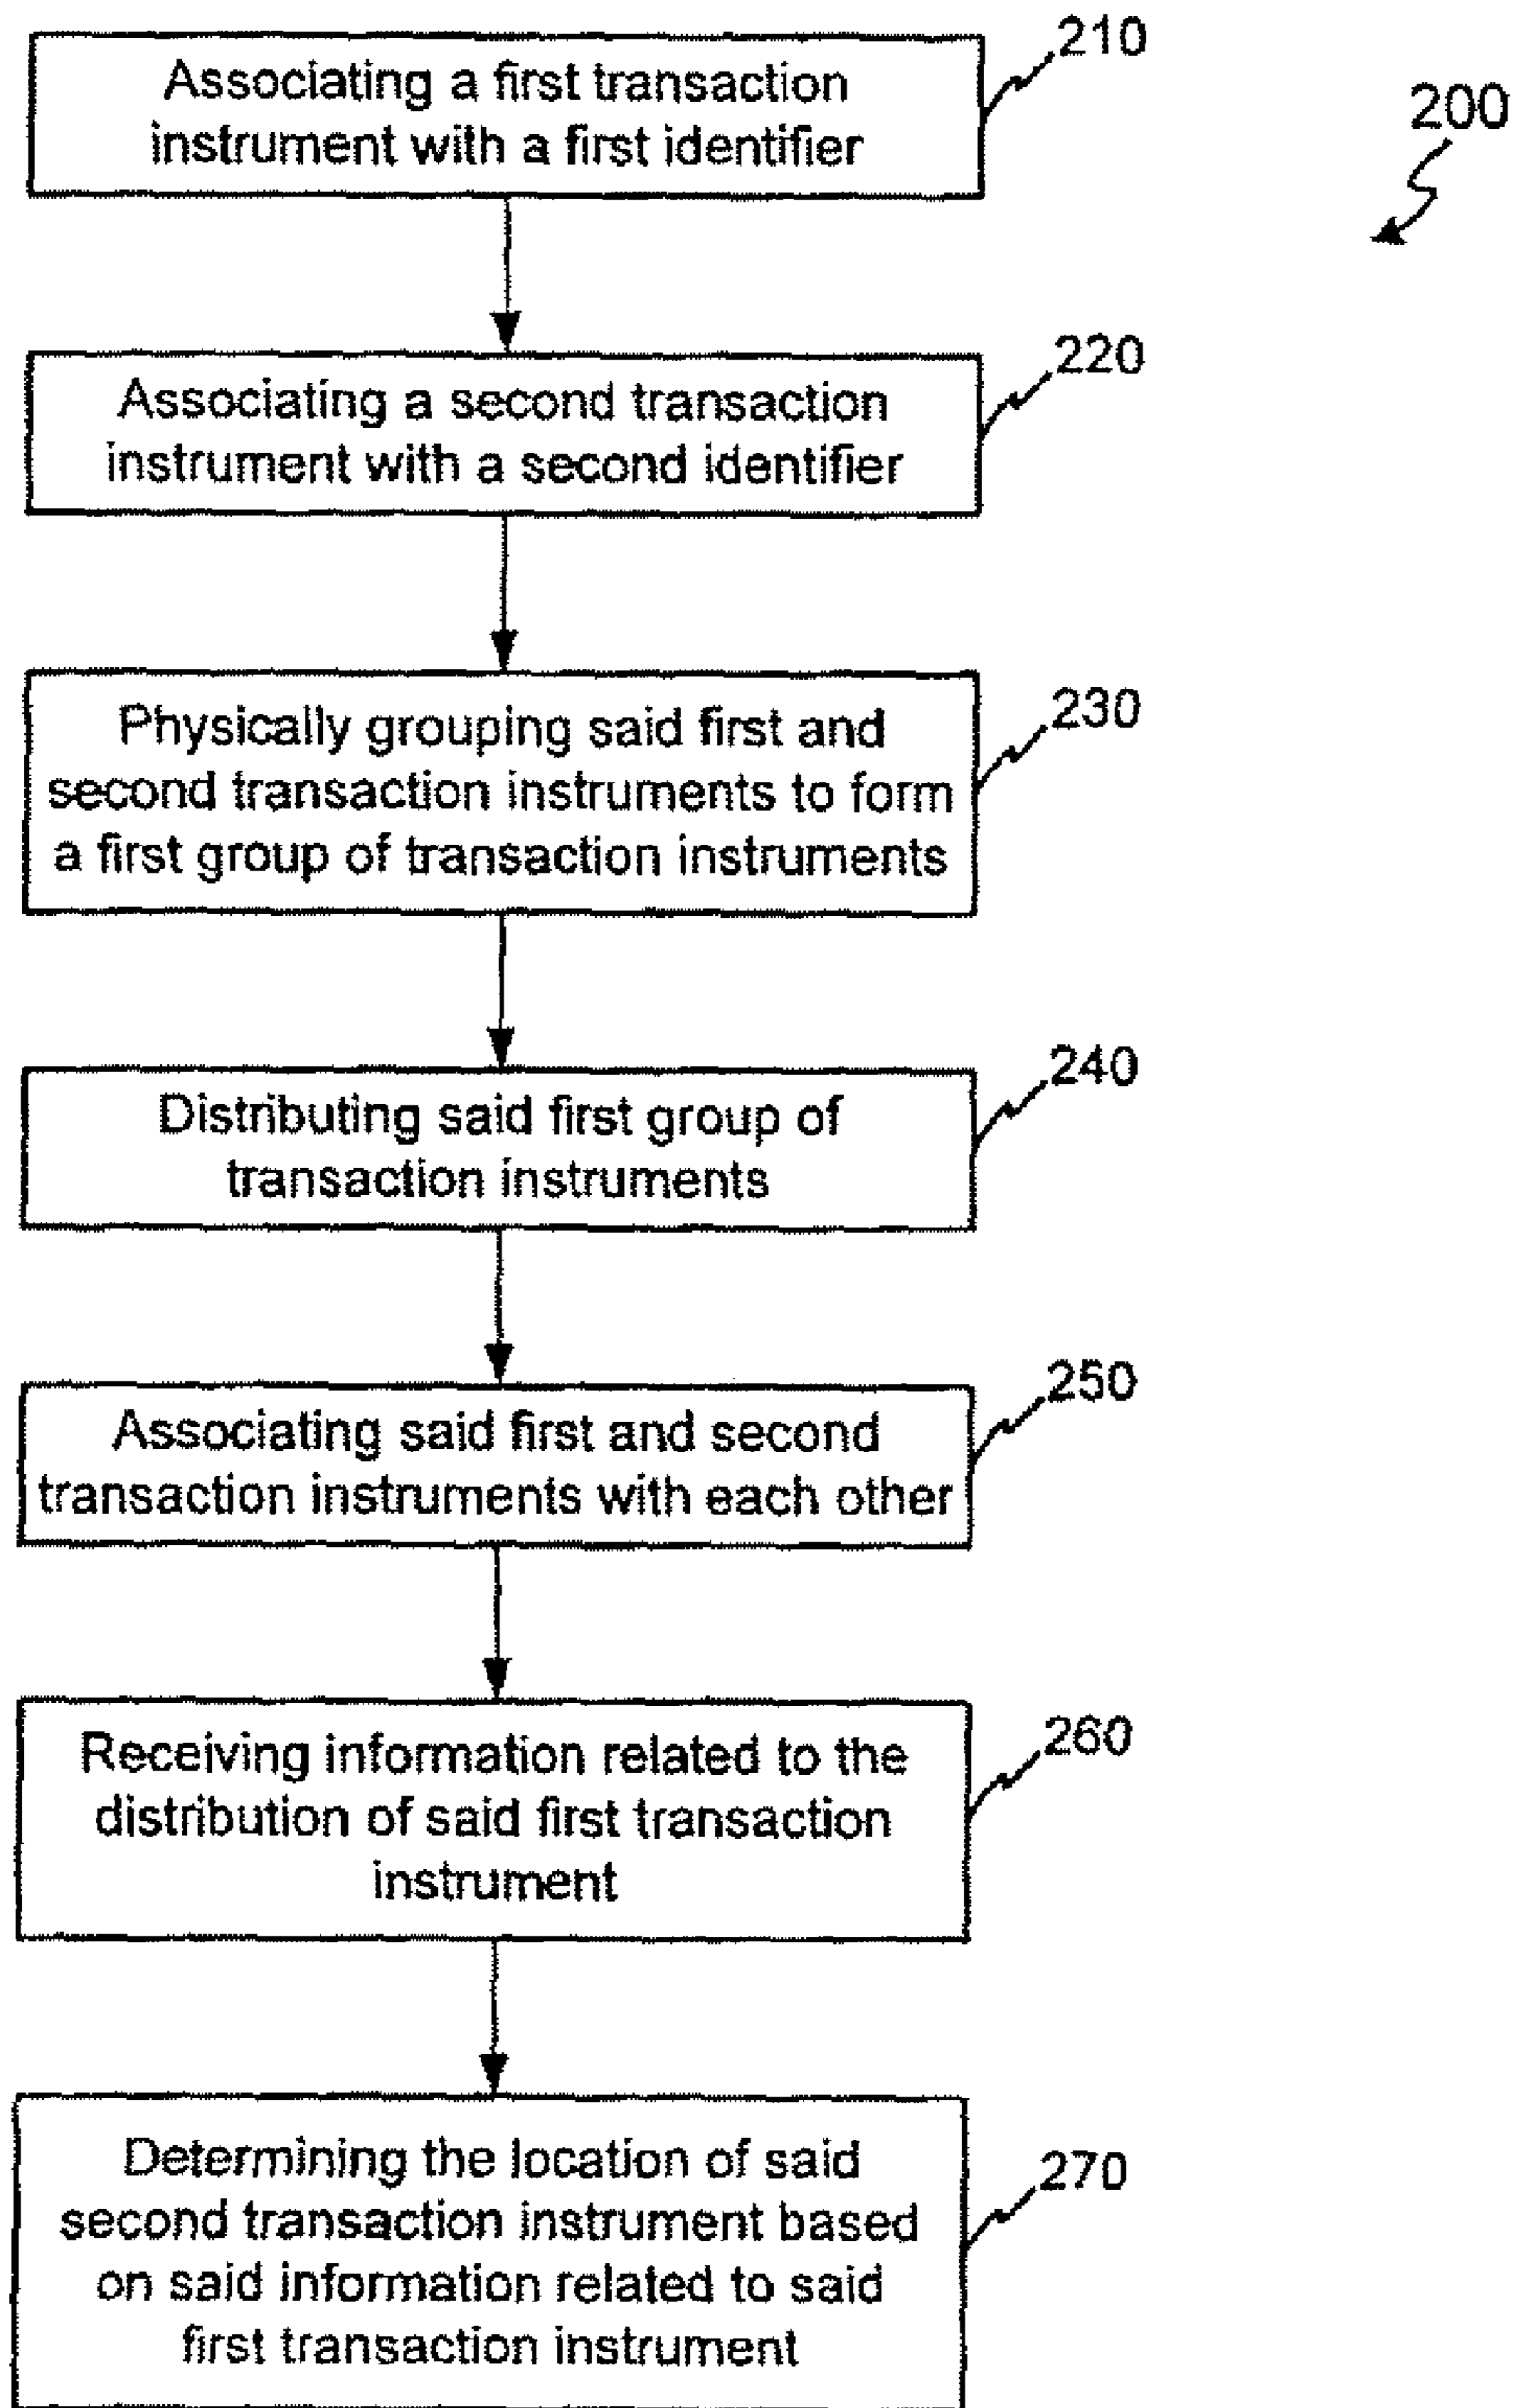 210
Associating a first transaction
instrument with a first identifier
200
220
Associating a second transaction
instrument with a second identifier
230
Physically grouping said first and
second transaction instruments to form
a first group of transaction instruments
240
Distributing said first group of
transaction instruments
250
Associating said first and second
transaction instruments with each other
260
Receiving information related to the
distribution of said first transaction
instrument
270
Determining the location of said
second transaction instrument based
on said information related to said
first transaction instrument